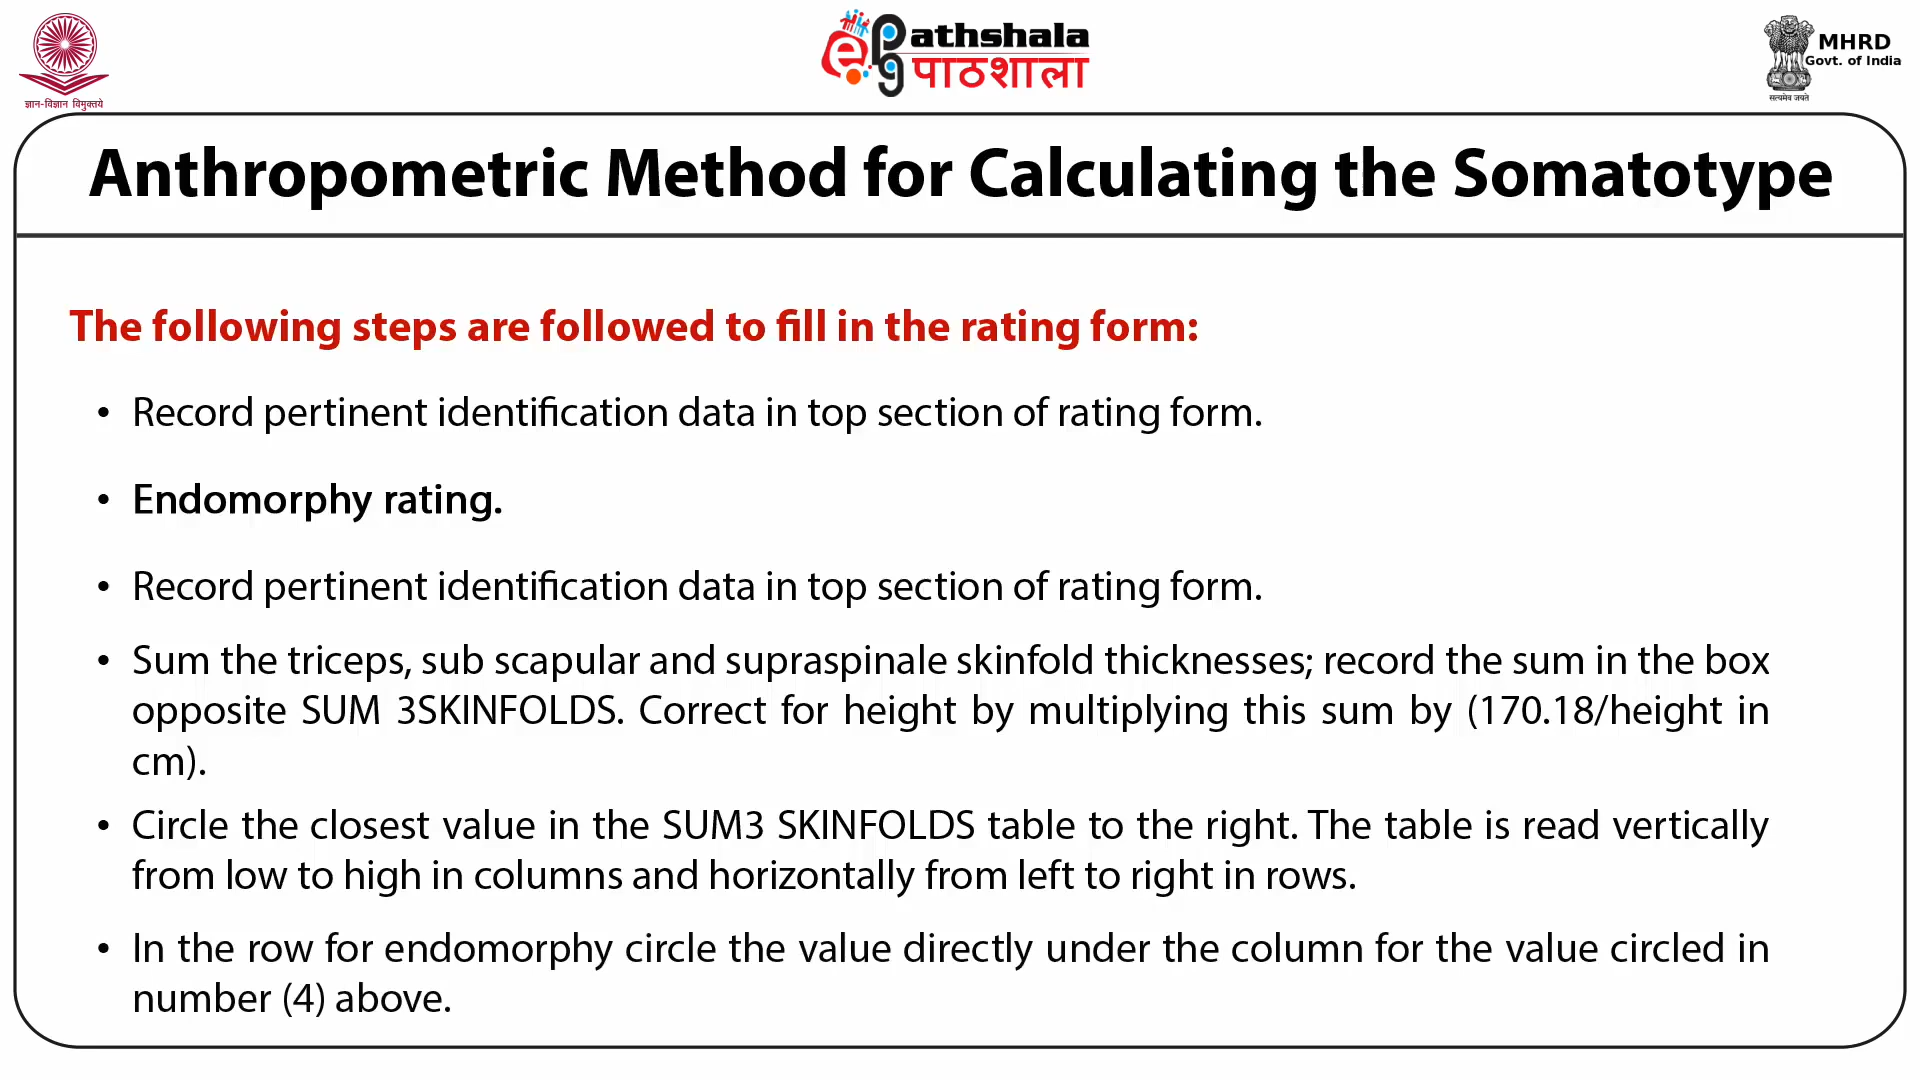 ज्ञान-विज्ञान विमुक्तये
ePathshala
पाठशाला
MHRD
Govt. of India
सत्यमेव जयते
Anthropometric Method for Calculating the Somatotype
The following steps are followed to fill in the rating form:
• Record pertinent identification data in top section of rating form.
• Endomorphy rating.
• Record pertinent identification data in top section of rating form.
• Sum the triceps, sub scapular and supraspinale skinfold thicknesses; record the sum in the box
opposite SUM 3SKINFOLDS. Correct for height by multiplying this sum by (170.18/height in
cm).
• Circle the closest value in the SUM3 SKINFOLDS table to the right. The table is read vertically
from low to high in columns and horizontally from left to right in rows.
• In the row for endomorphy circle the value directly under the column for the value circled in
number (4) above.